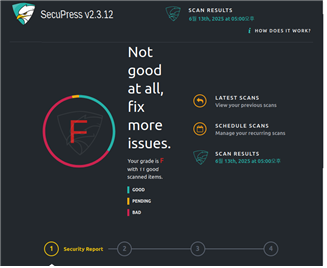 SecuPress v2.3.12
SCAN RESULTS
6월 13th, 2025 at 05:00오후
i HOW DOES IT WORK?
Not
good
at all,
fix
more
issues.
F
Your grade is F
with 11 good
scanned items.
GOOD
PENDING
BAD
LATEST SCANS
View your previous scans
SCHEDULE SCANS
Manage your recurring scans
SCAN RESULTS
6월 13th, 2025 at 05:00오후
1 Security Report 2 3 4